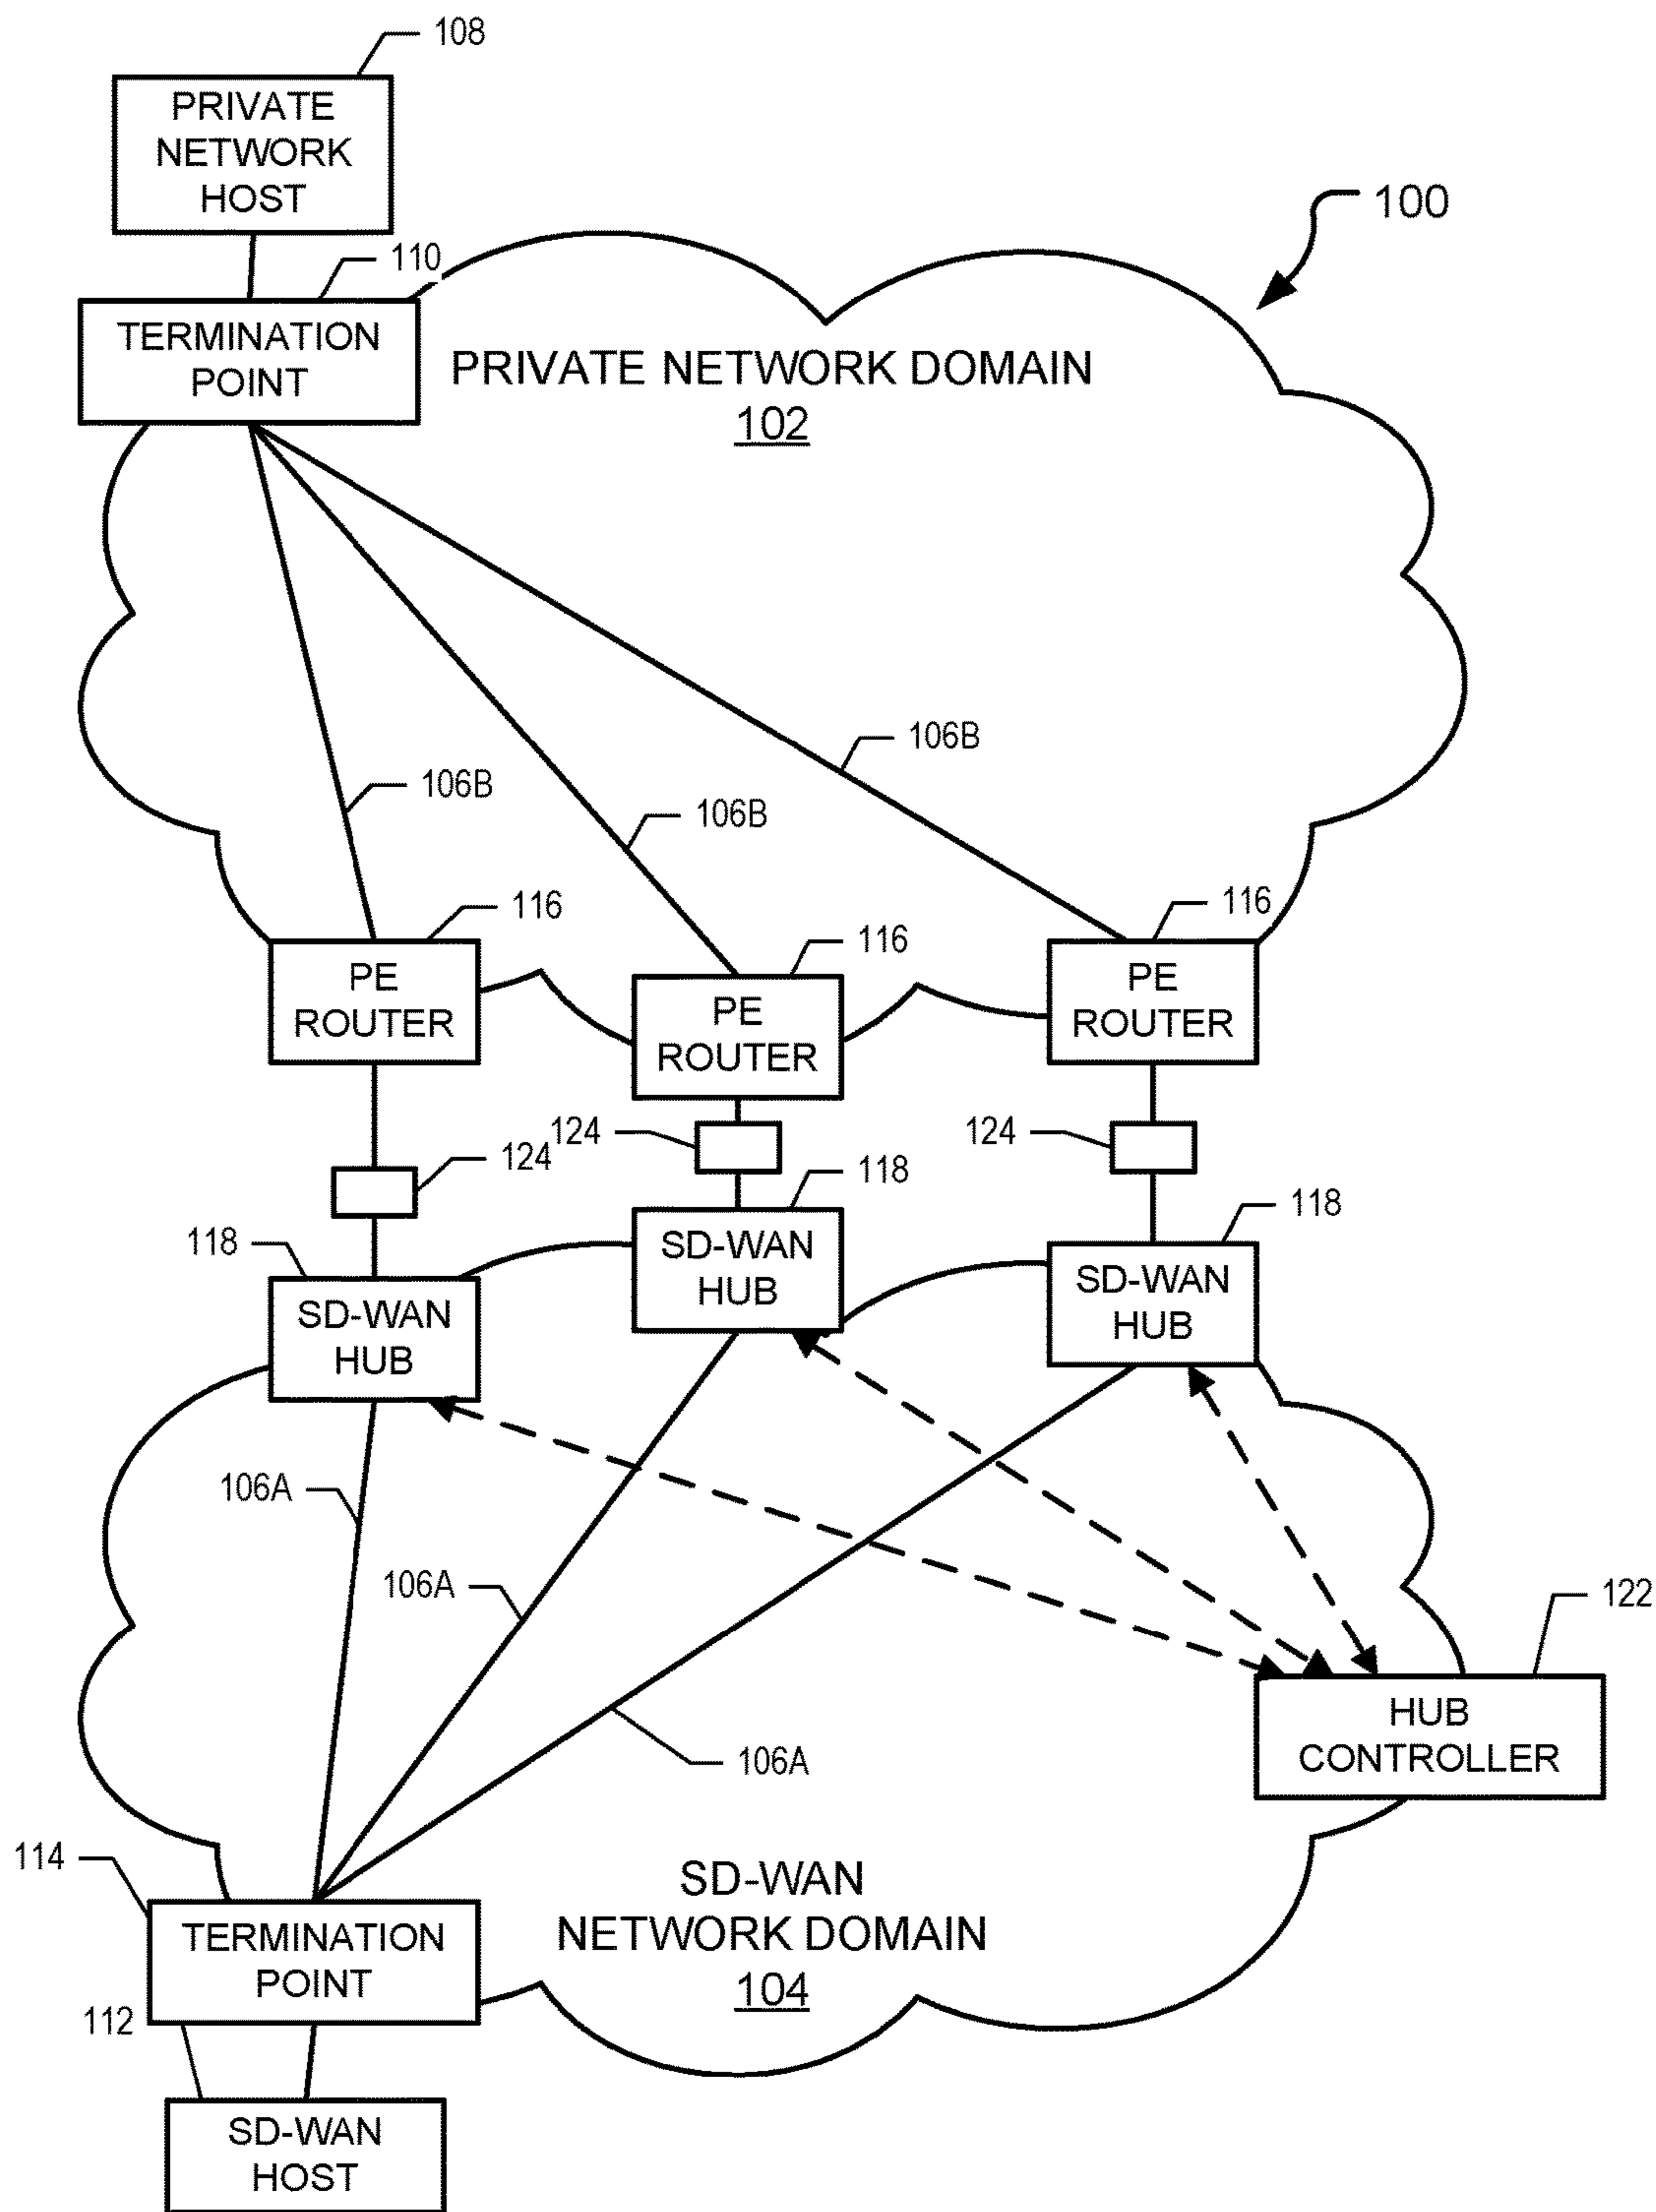 108
PRIVATE
NETWORK
HOST
100
110
TERMINATION
POINT
PRIVATE NETWORK DOMAIN
102
106B
106B
106B
116
116
116
PE
ROUTER
PE
ROUTER
PE
ROUTER
124
124
124
118
118
118
SD-WAN
HUB
SD-WAN
HUB
SD-WAN
HUB
106A
106A
106A
122
HUB
CONTROLLER
114
TERMINATION
POINT
SD-WAN
NETWORK DOMAIN
104
112
SD-WAN
HOST